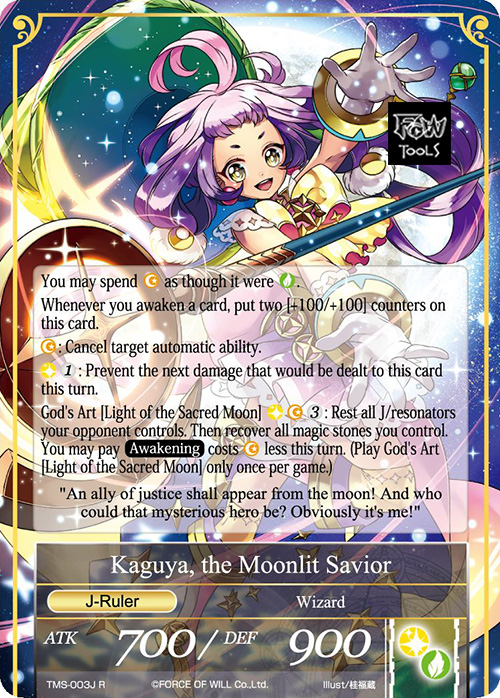 FOW
TOOLS
You may spend as though it were .
Whenever you awaken a card, put two [+100/+100] counters on
this card.
: Cancel target automatic ability.
1 : Prevent the next damage that would be dealt to this card
this turn.
God's Art [Light of the Sacred Moon] 3 : Rest all J/resonators
your opponent controls. Then recover all magic stones you control.
You may pay Awakening costs less this turn. (Play God's Art
[Light of the Sacred Moon] only once per game.)
"An ally of justice shall appear from the moon! And who
could that mysterious hero be? Obviously it's me!"
Kaguya, the Moonlit Savior
J-Ruler Wizard
ATK 700 / DEF 900
TMS-003J R ©FORCE OF WILL Co.,Ltd. Illust/桂福蔵